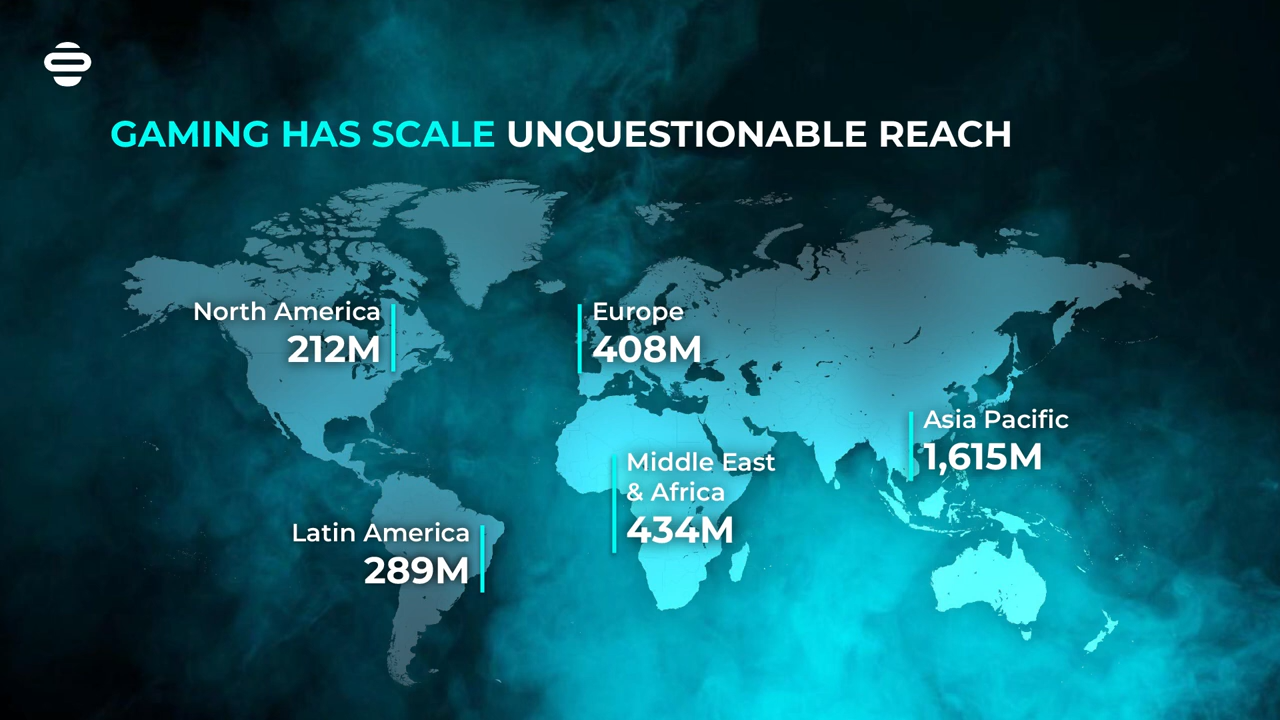 GAMING HAS SCALE UNQUESTIONABLE REACH
North America
212M
Europe
408M
Asia Pacific
1,615M
Middle East
& Africa
434M
Latin America
289M